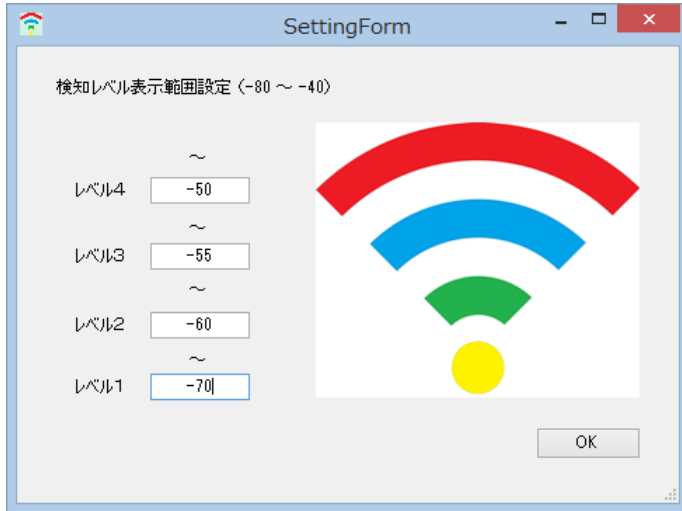 SettingForm
検知レベル表示範囲設定（-80 ～ -40）
～
レベル4 -50
～
レベル3 -55
～
レベル2 -60
～
レベル1 -70
OK